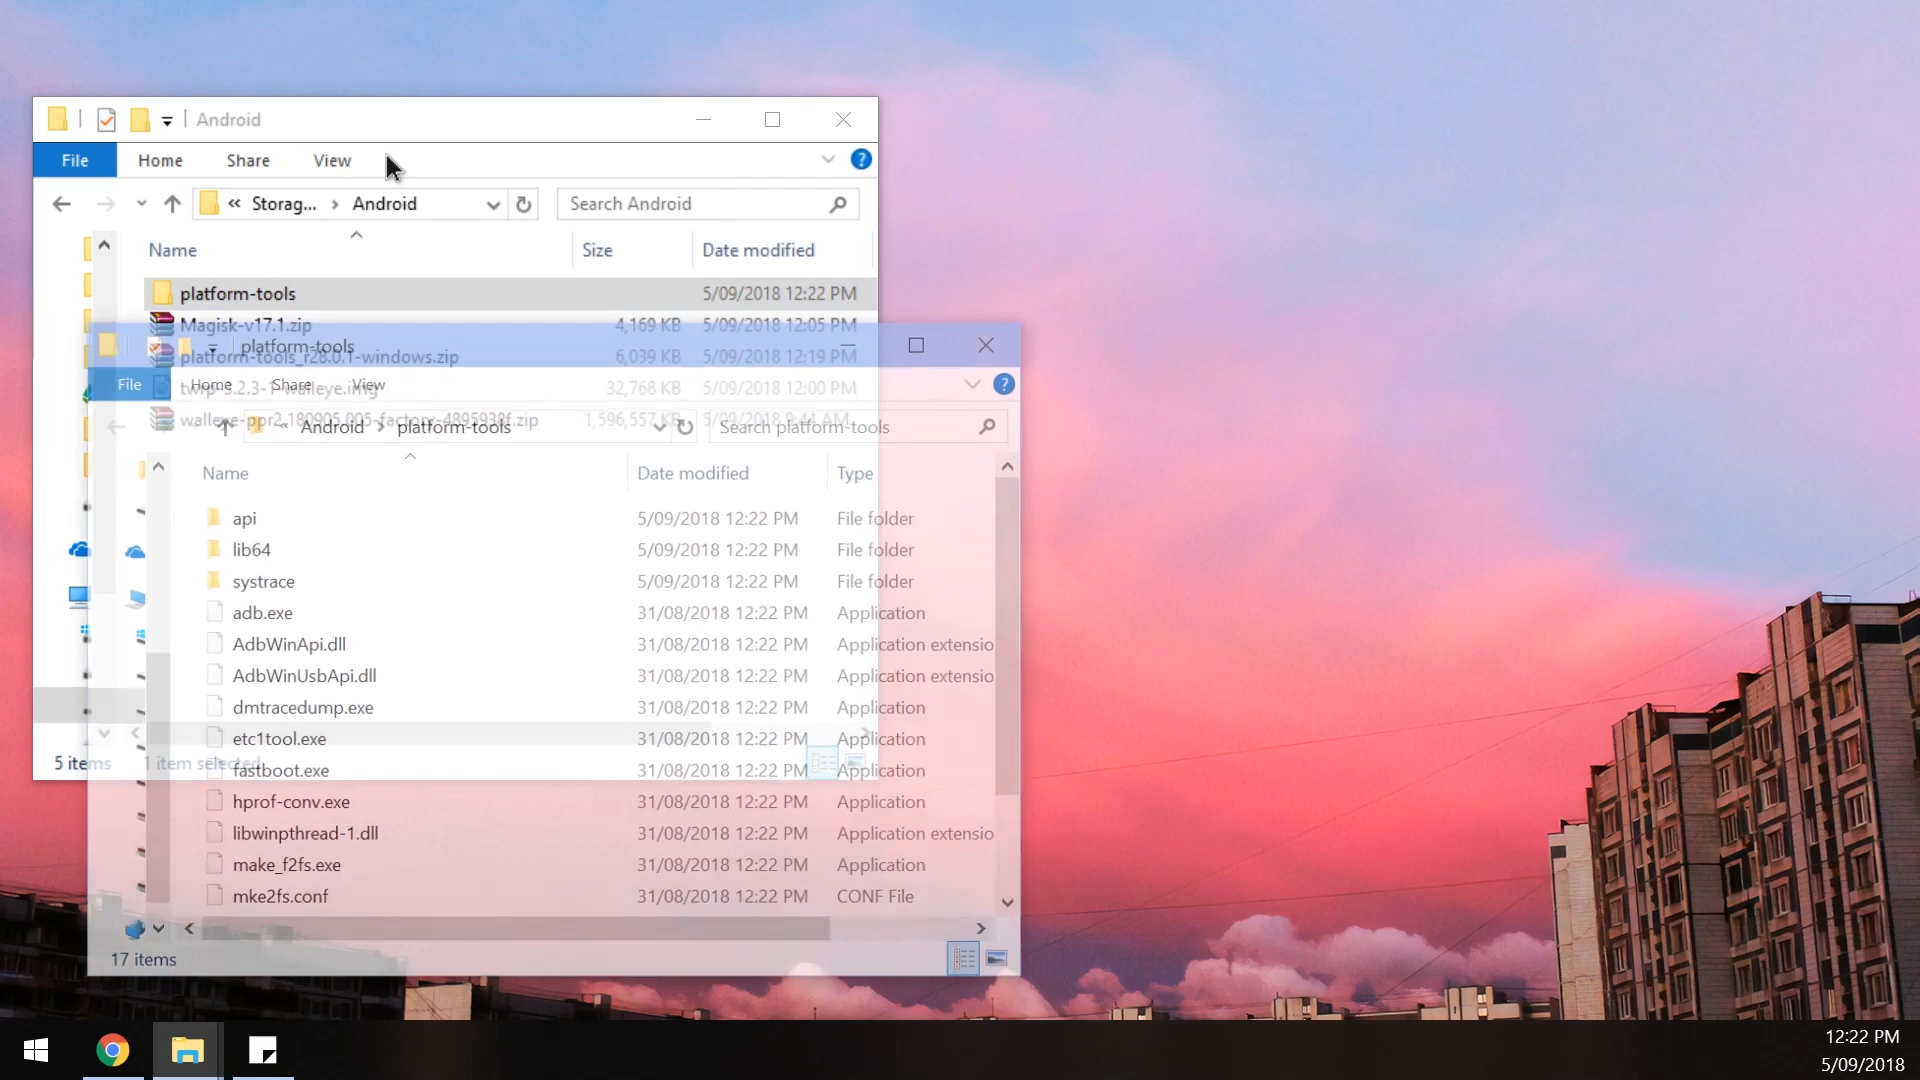 Android
File Home Share View
« Storag... › Android
Search Android
Name Size Date modified
platform-tools 5/09/2018 12:22 PM
Magisk-v17.1.zip 4,169 KB 5/09/2018 12:05 PM
platform-tools
platform-tools_r28.0.1-windows.zip 6,039 KB 5/09/2018 12:19 PM
File Home Share View
twrp-3.2.3-1-walleye.img 32,768 KB 5/09/2018 12:00 PM
walleye-ppr2.180905.005-factory-4895938f.zip 1,596,557 KB 5/09/2018 9:44 AM
« Android › platform-tools
Search platform-tools
Name Date modified Type
api 5/09/2018 12:22 PM File folder
lib64 5/09/2018 12:22 PM File folder
systrace 5/09/2018 12:22 PM File folder
adb.exe 31/08/2018 12:22 PM Application
AdbWinApi.dll 31/08/2018 12:22 PM Application extensio
AdbWinUsbApi.dll 31/08/2018 12:22 PM Application extensio
dmtracedump.exe 31/08/2018 12:22 PM Application
etc1tool.exe 31/08/2018 12:22 PM Application
5 items 1 item selected
fastboot.exe 31/08/2018 12:22 PM Application
hprof-conv.exe 31/08/2018 12:22 PM Application
libwinpthread-1.dll 31/08/2018 12:22 PM Application extensio
make_f2fs.exe 31/08/2018 12:22 PM Application
mke2fs.conf 31/08/2018 12:22 PM CONF File
17 items
12:22 PM
5/09/2018